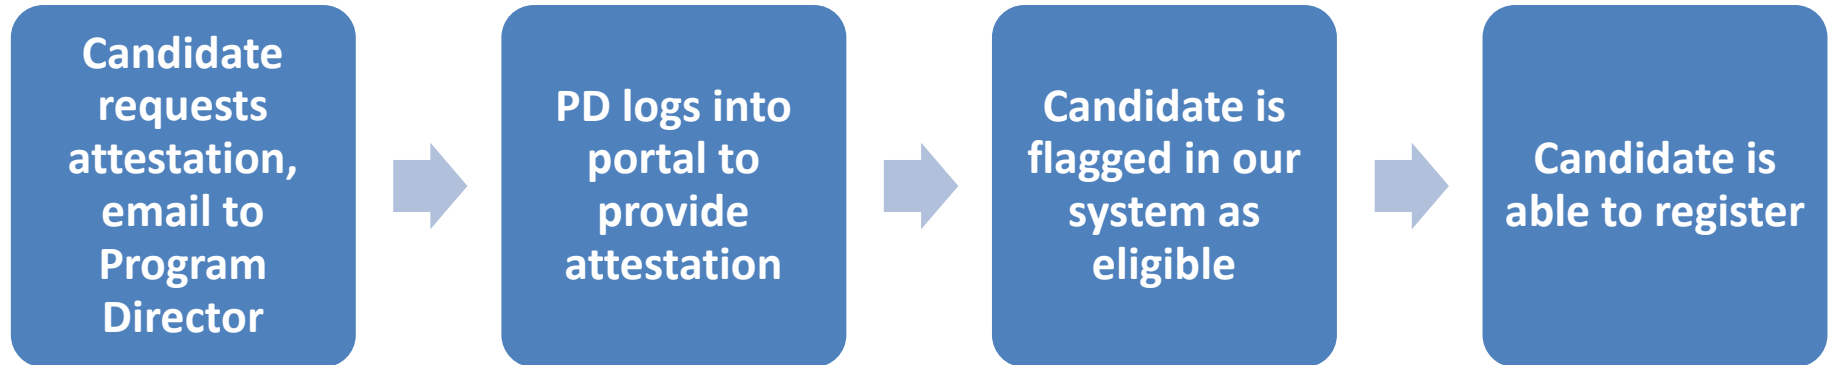 Candidate
requests
attestation,
email to
Program
Director
PD logs into
portal to
provide
attestation
Candidate is
flagged in our
system as
eligible
Candidate is
able to register